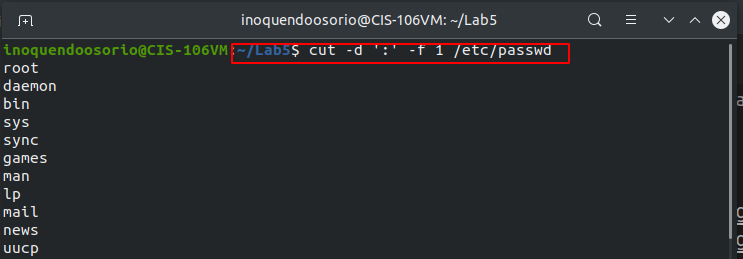 inoquendoosorio@CIS-106VM: ~/Lab5
inoquendoosorio@CIS-106VM:~/Lab5$ cut -d ':' -f 1 /etc/passwd
root
daemon
bin
sys
sync
games
man
lp
mail
news
uucp